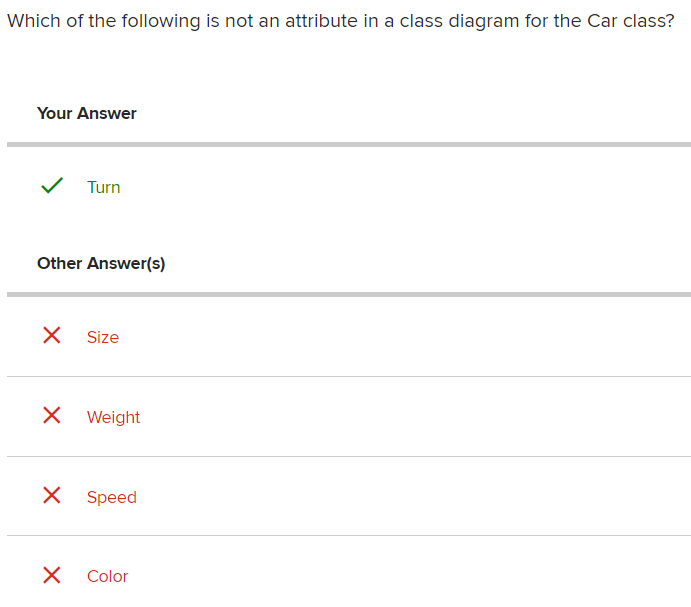 Which of the following is not an attribute in a class diagram for the Car class?
Your Answer
Turn
Other Answer(s)
Size
Weight
Speed
Color